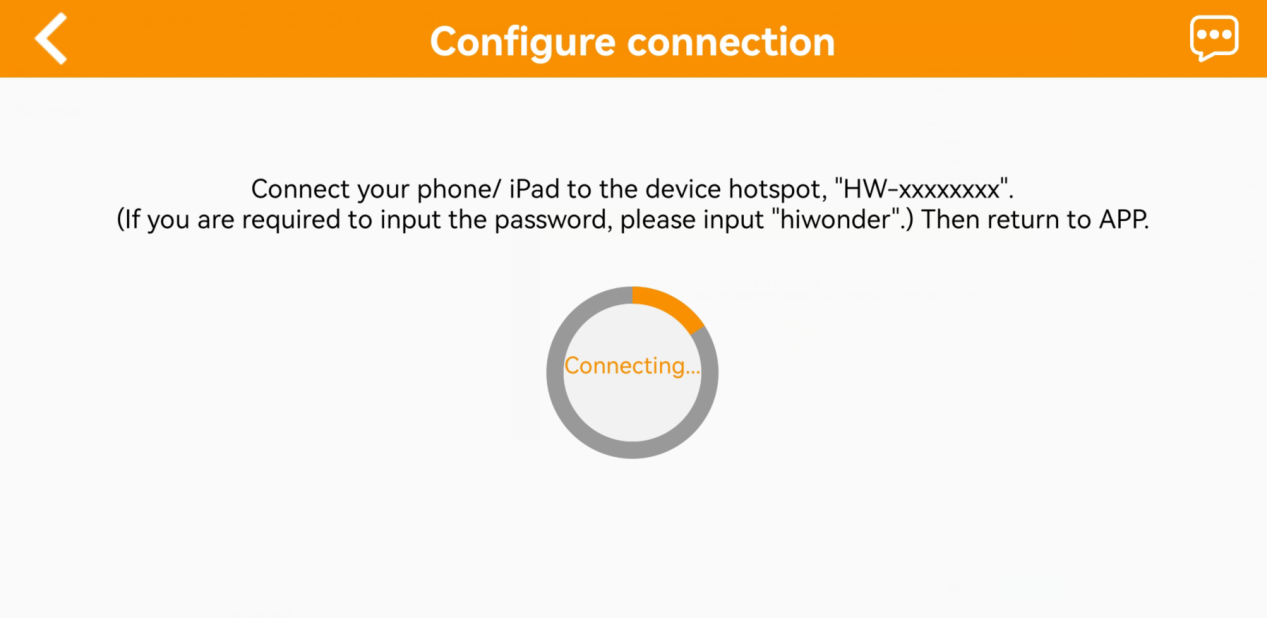 Configure connection
Connect your phone/ iPad to the device hotspot, "HW-xxxxxxxx".
(If you are required to input the password, please input "hiwonder".) Then return to APP.
Connecting...